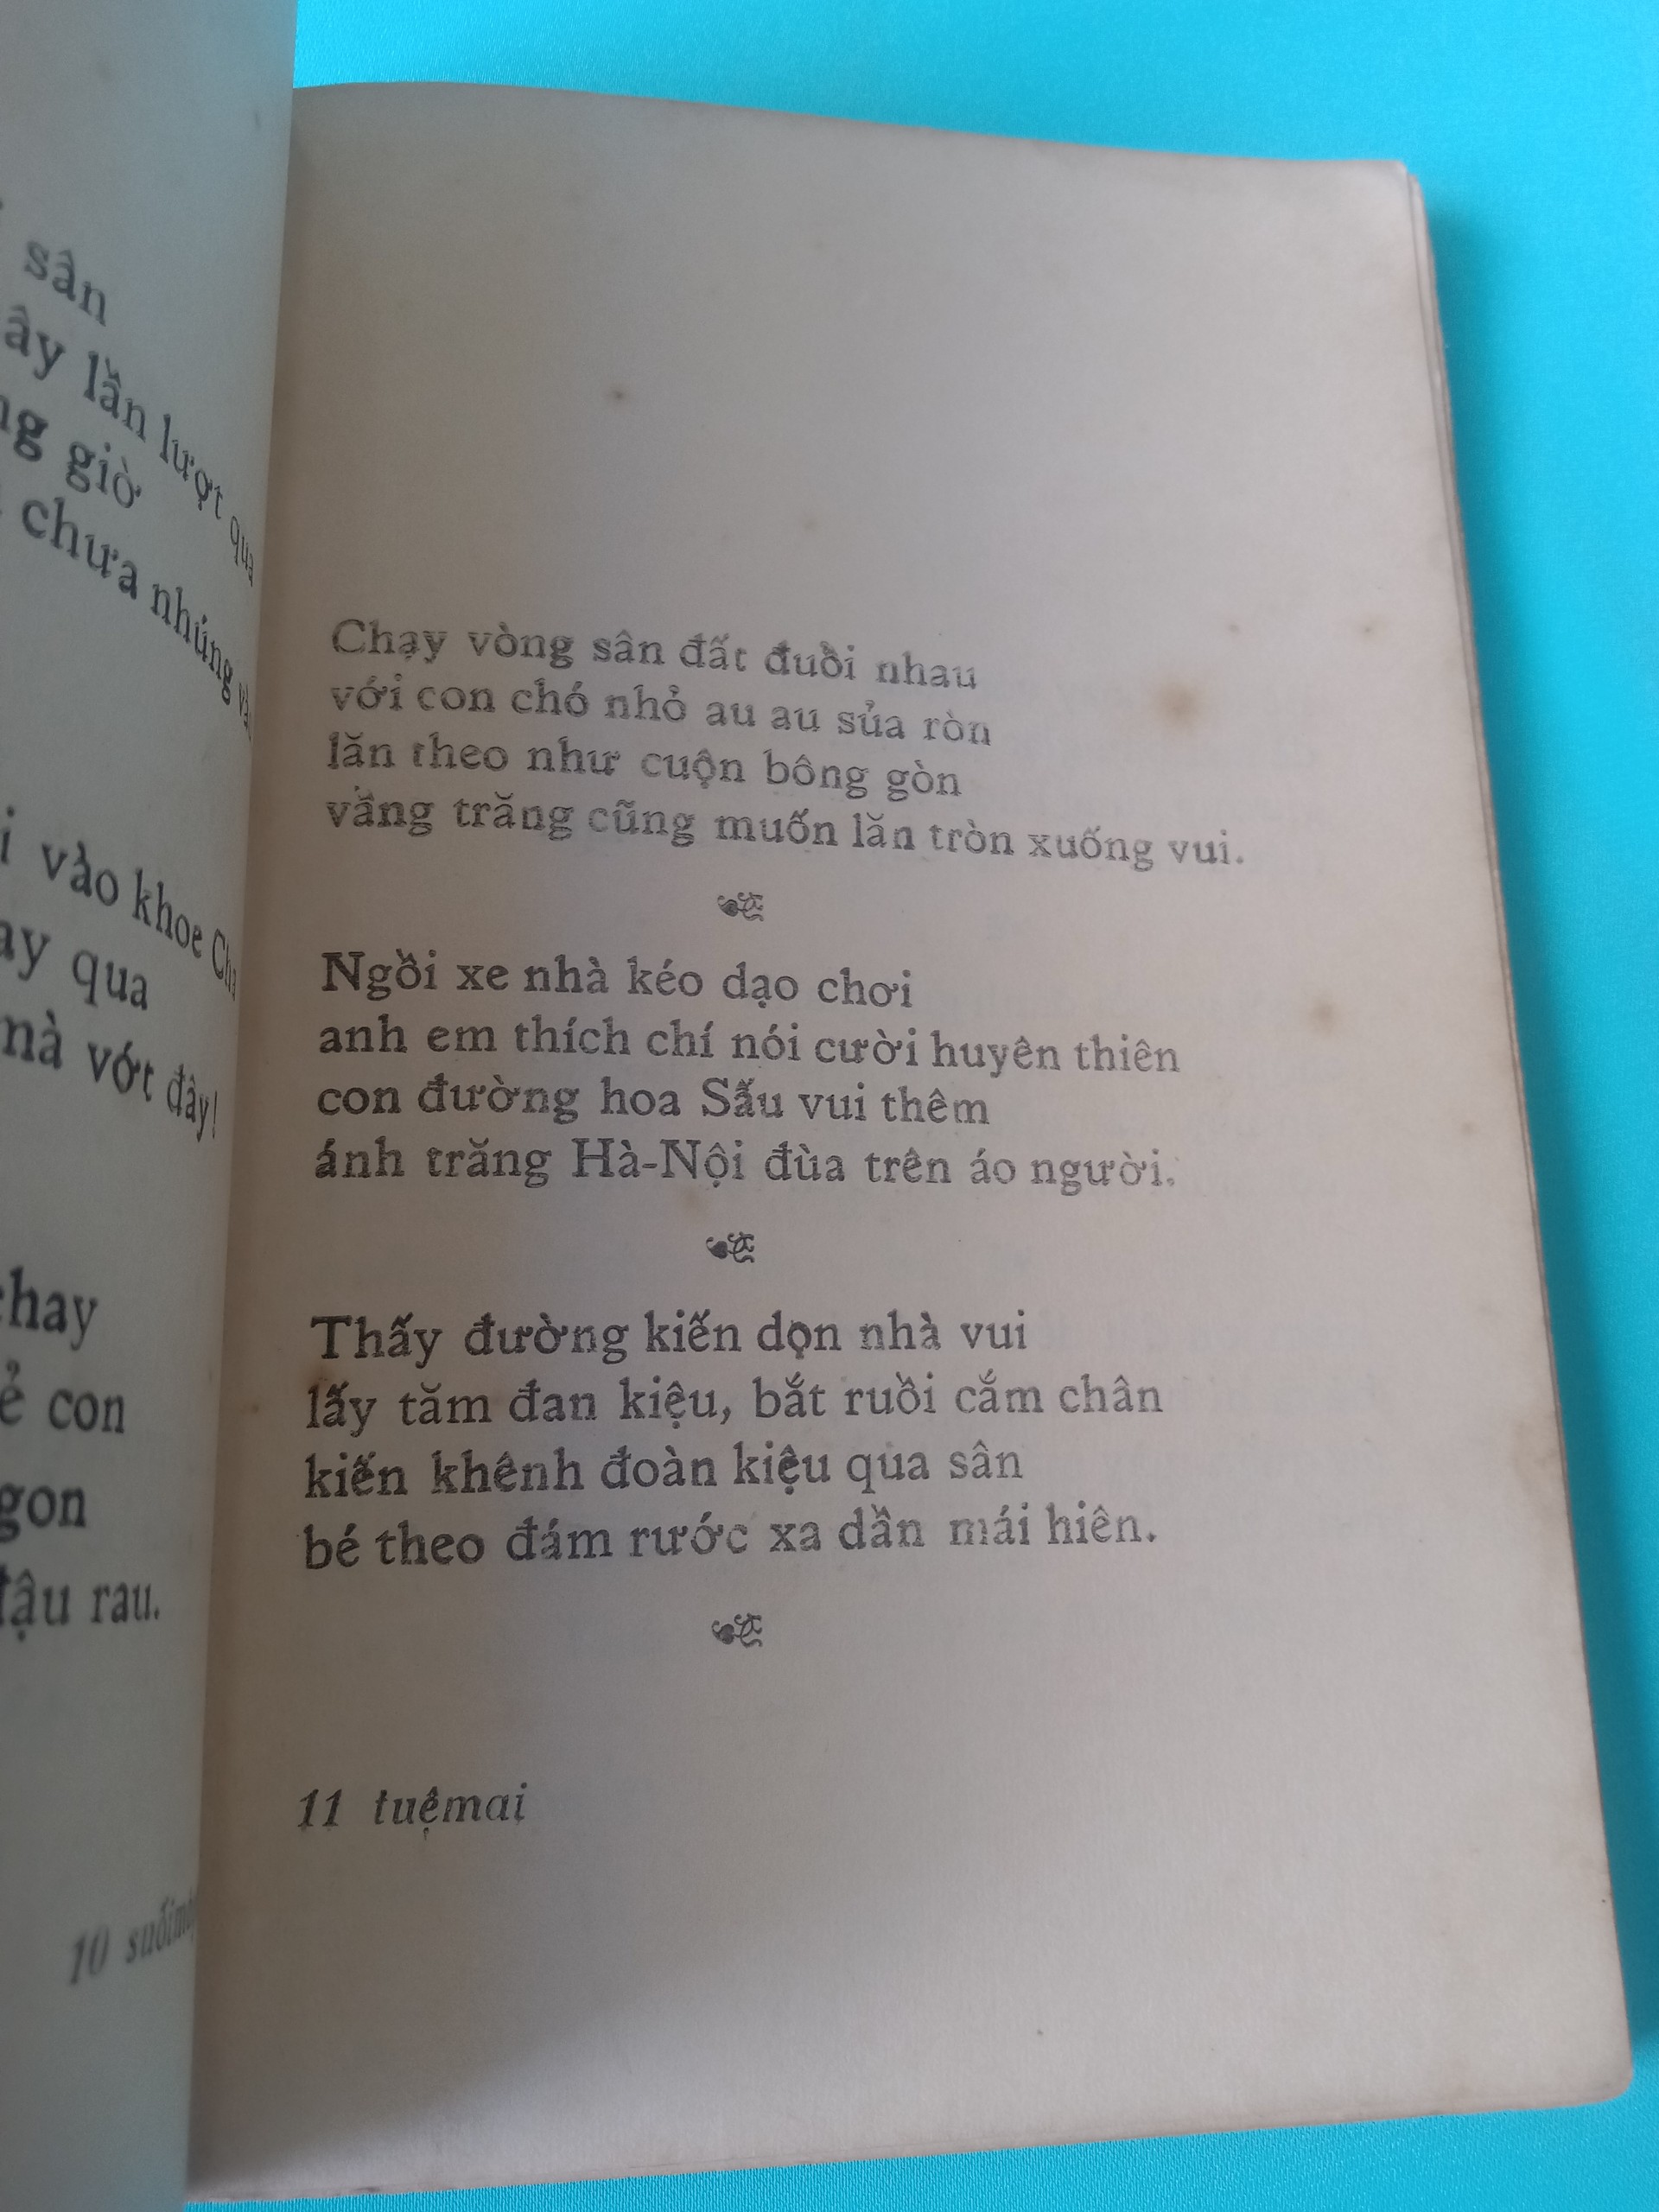 sân
lần lượt qua
giờ
chưa nhúng
vào khoe
qua
mà vớt đây!
con
rau.
10
Chạy vòng sân đất đuổi nhau
với con chó nhỏ au au sủa ròn
lăn theo như cuộn bông gòn
vầng trăng cũng muốn lăn tròn xuống vui.
Ngồi xe nhà kéo dạo chơi
anh em thích chí nói cười huyên thiên
con đường hoa Sấu vui thêm
ánh trăng Hà-Nội đùa trên áo người.
Thấy đường kiến dọn nhà vui
lấy tăm đan kiệu, bắt ruồi cắm chân
kiến khênh đoàn kiệu qua sân
bé theo đám rước xa dần mái hiên.
11 tuệmai